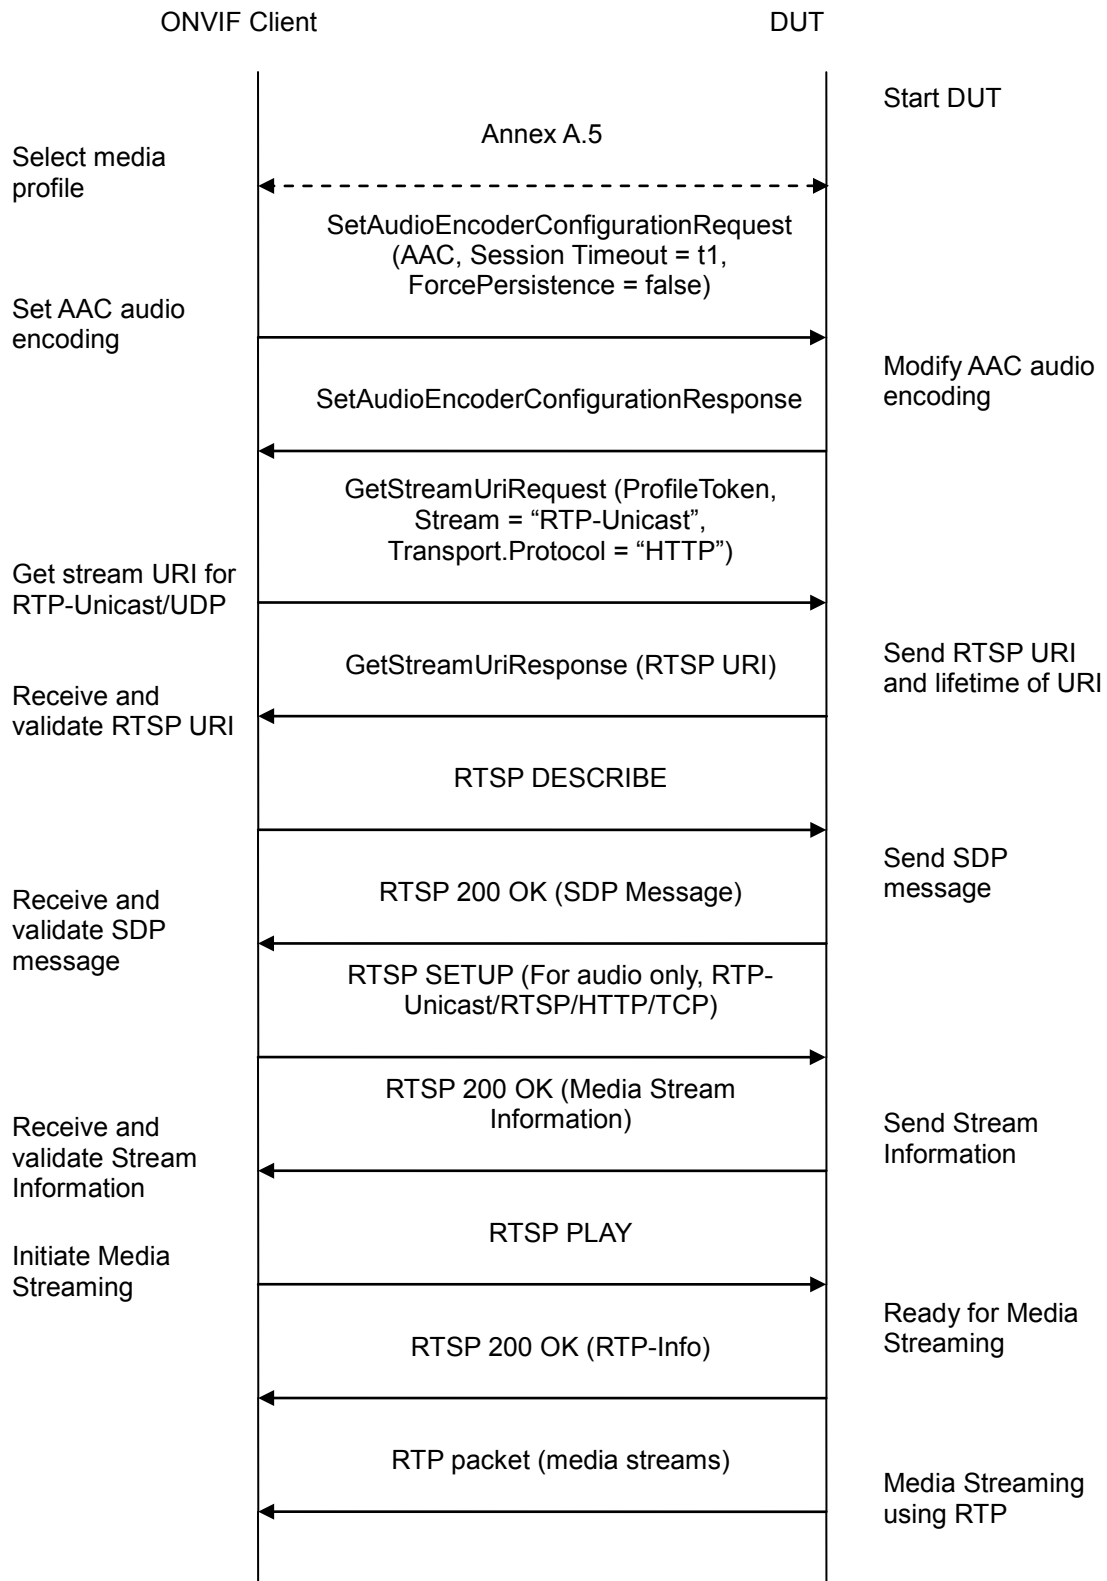 ONVIF Client
DUT
Start DUT
Annex A.5
Select media
profile
SetAudioEncoderConfigurationRequest
(AAC, Session Timeout = t1,
ForcePersistence = false)
Set AAC audio
encoding
Modify AAC audio
encoding
SetAudioEncoderConfigurationResponse
GetStreamUriRequest (ProfileToken,
Stream = “RTP-Unicast”,
Transport.Protocol = “HTTP”)
Get stream URI for
RTP-Unicast/UDP
GetStreamUriResponse (RTSP URI)
Send RTSP URI
and lifetime of URI
Receive and
validate RTSP URI
RTSP DESCRIBE
Send SDP
message
RTSP 200 OK (SDP Message)
Receive and
validate SDP
message
RTSP SETUP (For audio only, RTP-
Unicast/RTSP/HTTP/TCP)
RTSP 200 OK (Media Stream
Information)
Send Stream
Information
Receive and
validate Stream
Information
RTSP PLAY
Initiate Media
Streaming
Ready for Media
Streaming
RTSP 200 OK (RTP-Info)
RTP packet (media streams)
Media Streaming
using RTP